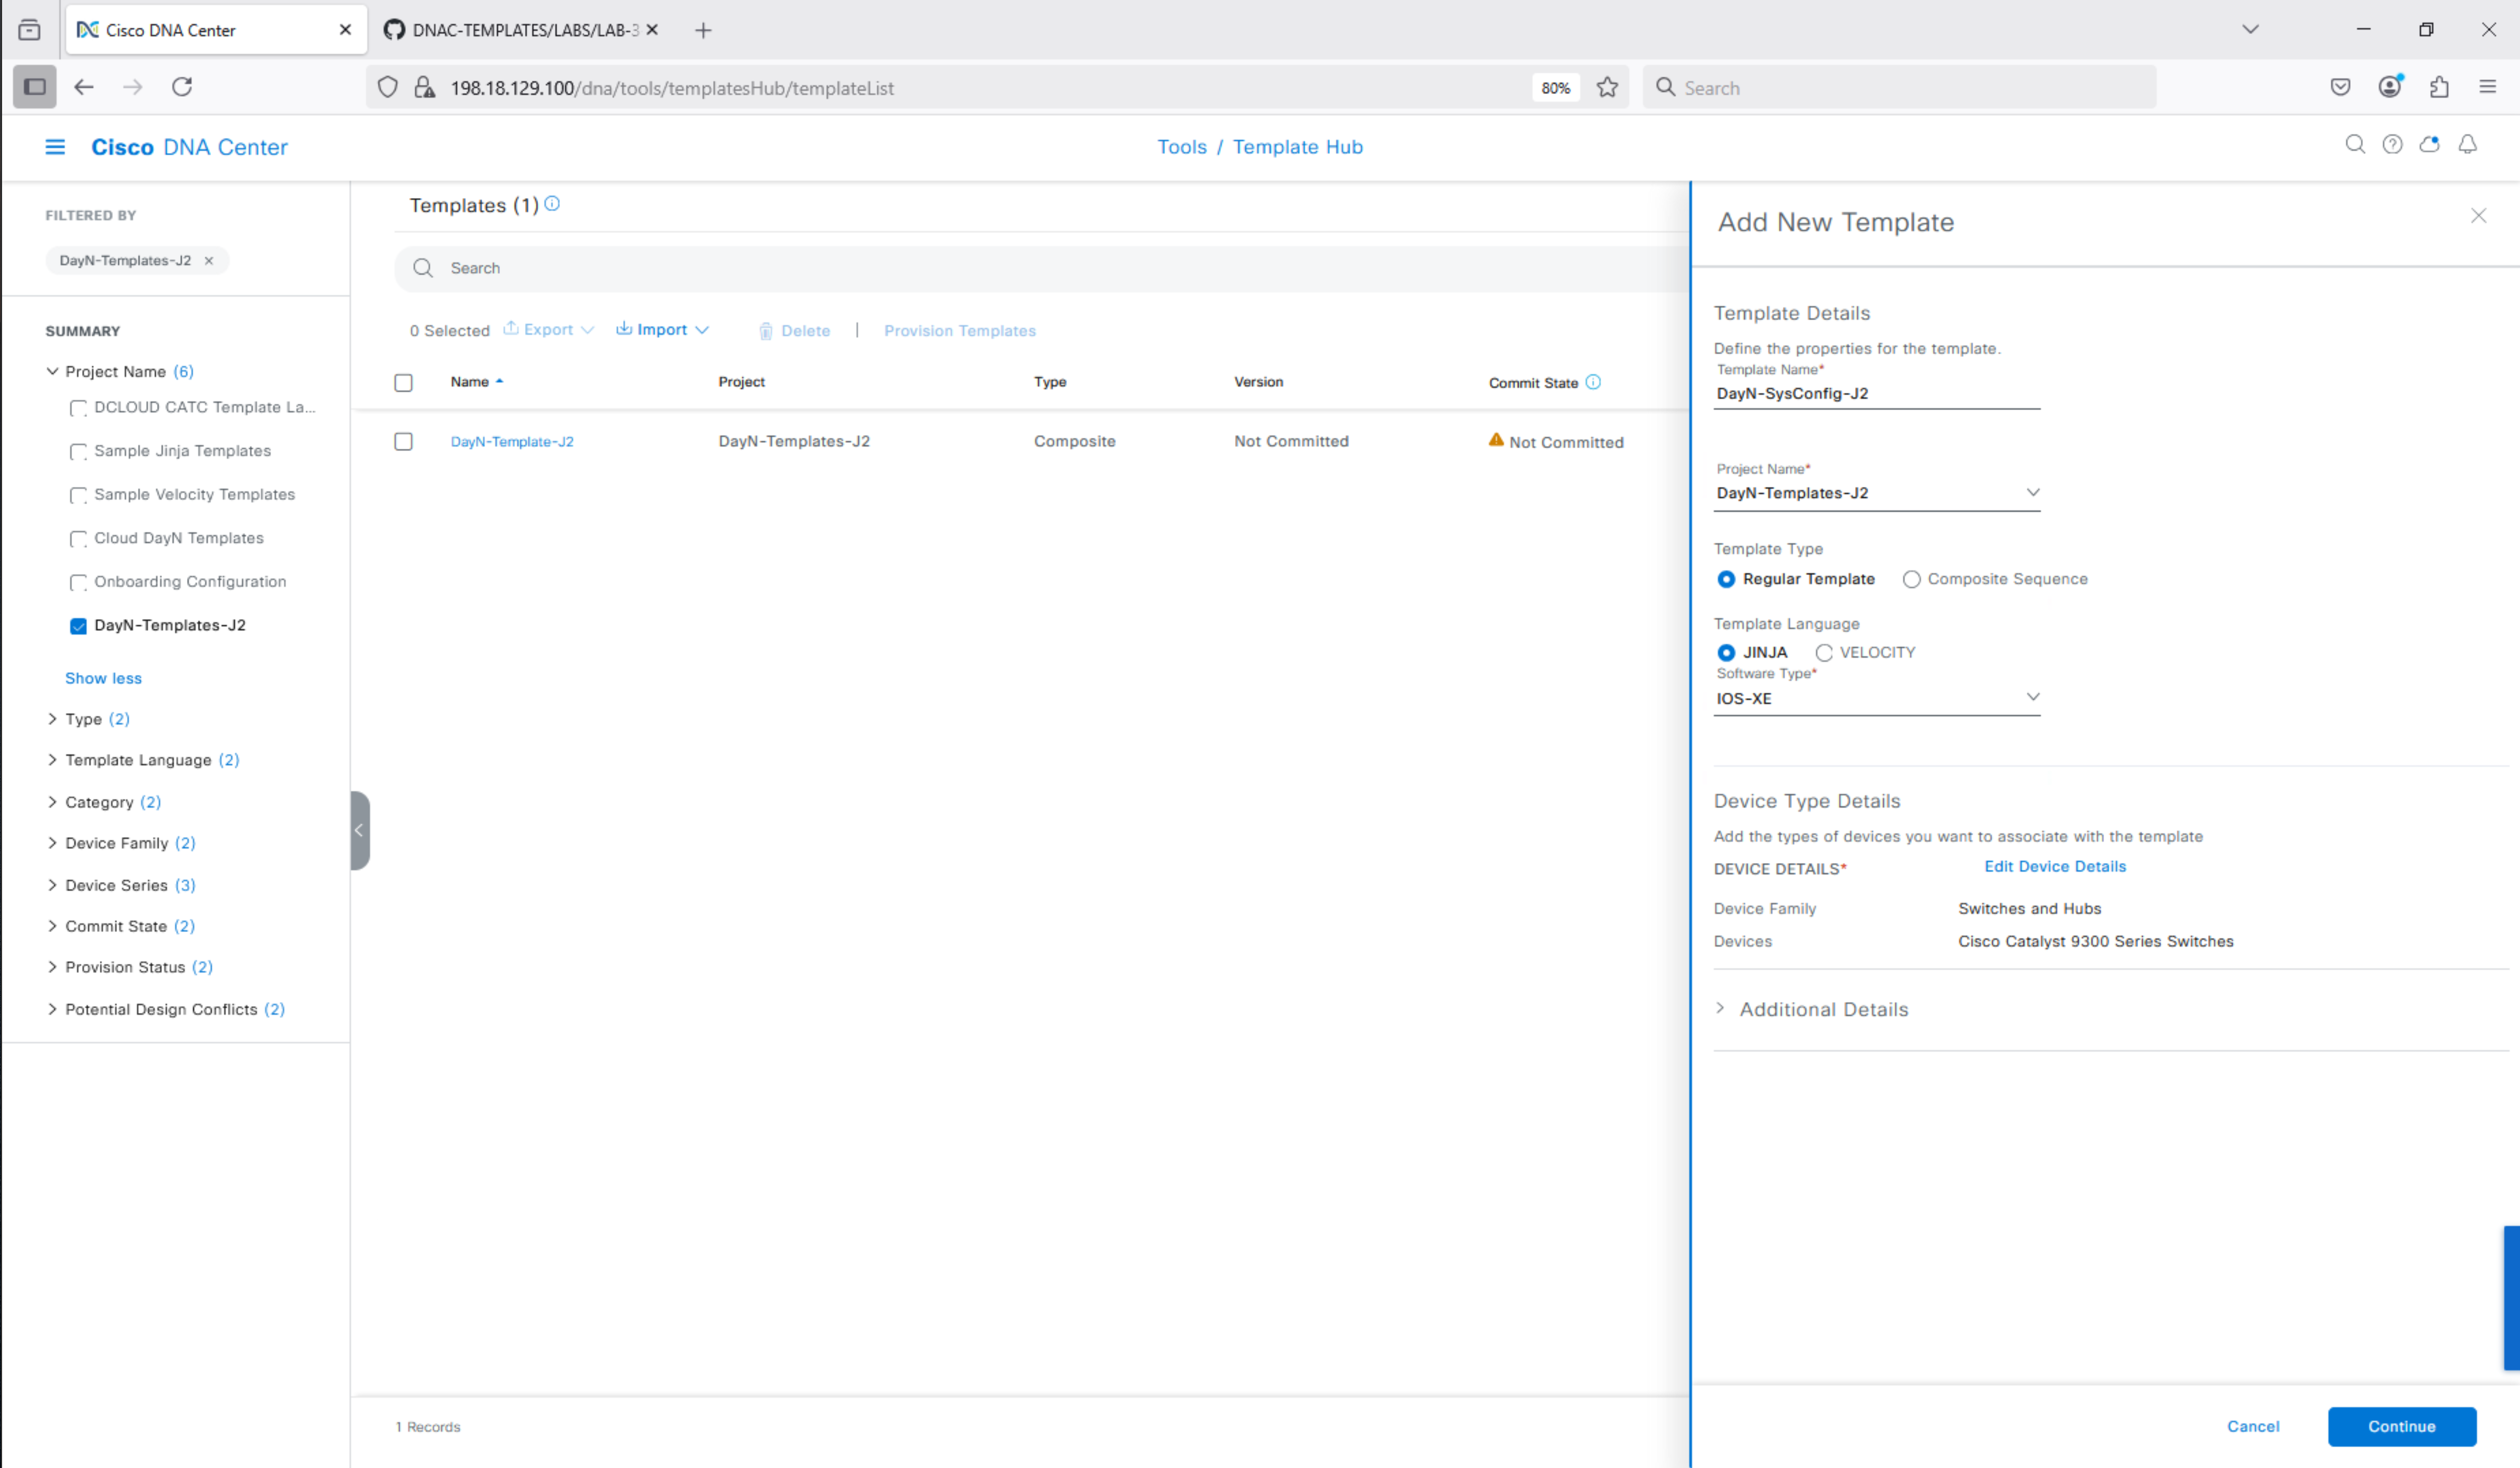 Cisco DNA Center
DNAC-TEMPLATES/LABS/LAB-3
198.18.129.100/dna/tools/templatesHub/templateList
80%
Search
Cisco DNA Center
Tools / Template Hub
FILTERED BY
DayN-Templates-J2
SUMMARY
Project Name (6)
DCLOUD CATC Template La...
Sample Jinja Templates
Sample Velocity Templates
Cloud DayN Templates
Onboarding Configuration
DayN-Templates-J2
Show less
Type (2)
Template Language (2)
Category (2)
Device Family (2)
Device Series (3)
Commit State (2)
Provision Status (2)
Potential Design Conflicts (2)
Templates (1)
Search
0 Selected Export Import Delete | Provision Templates
Name Project Type Version Commit State
DayN-Template-J2 DayN-Templates-J2 Composite Not Committed Not Committed
1 Records
Add New Template
Template Details
Define the properties for the template.
Template Name*
DayN-SysConfig-J2
Project Name*
DayN-Templates-J2
Template Type
Regular Template Composite Sequence
Template Language
JINJA VELOCITY
Software Type*
IOS-XE
Device Type Details
Add the types of devices you want to associate with the template
DEVICE DETAILS* Edit Device Details
Device Family Switches and Hubs
Devices Cisco Catalyst 9300 Series Switches
Additional Details
Cancel Continue